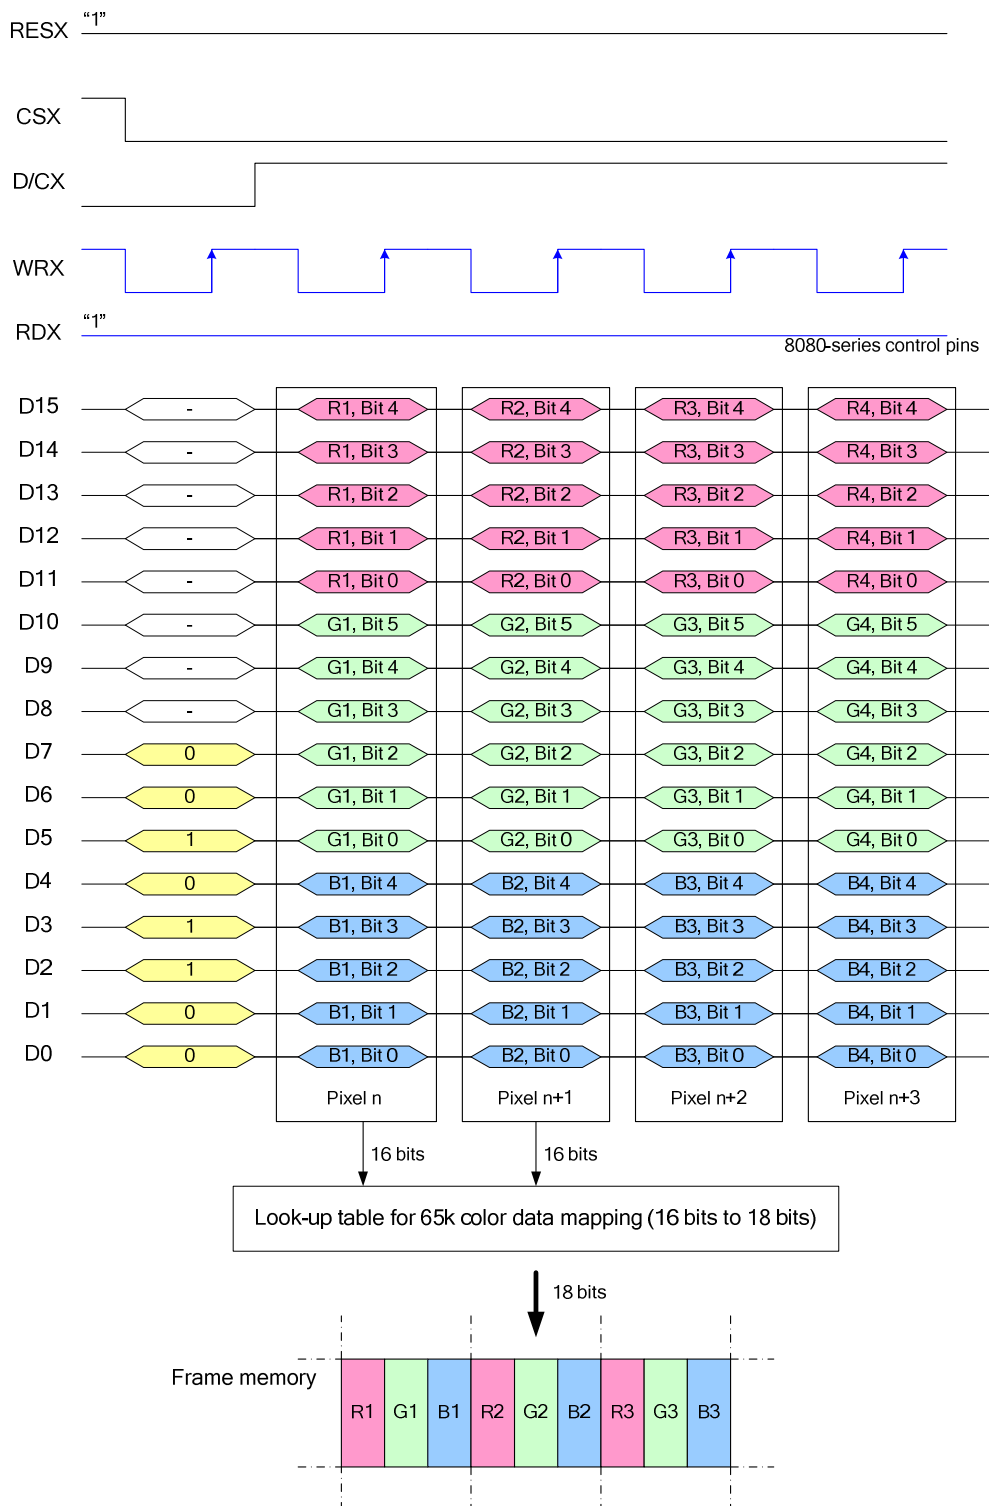 RESX “1”
CSX
D/CX
WRX
RDX “1”
8080-series control pins
D15 - R1, Bit 4 R2, Bit 4 R3, Bit 4 R4, Bit 4
D14 - R1, Bit 3 R2, Bit 3 R3, Bit 3 R4, Bit 3
D13 - R1, Bit 2 R2, Bit 2 R3, Bit 2 R4, Bit 2
D12 - R1, Bit 1 R2, Bit 1 R3, Bit 1 R4, Bit 1
D11 - R1, Bit 0 R2, Bit 0 R3, Bit 0 R4, Bit 0
D10 - G1, Bit 5 G2, Bit 5 G3, Bit 5 G4, Bit 5
D9 - G1, Bit 4 G2, Bit 4 G3, Bit 4 G4, Bit 4
D8 - G1, Bit 3 G2, Bit 3 G3, Bit 3 G4, Bit 3
D7 0 G1, Bit 2 G2, Bit 2 G3, Bit 2 G4, Bit 2
D6 0 G1, Bit 1 G2, Bit 1 G3, Bit 1 G4, Bit 1
D5 1 G1, Bit 0 G2, Bit 0 G3, Bit 0 G4, Bit 0
D4 0 B1, Bit 4 B2, Bit 4 B3, Bit 4 B4, Bit 4
D3 1 B1, Bit 3 B2, Bit 3 B3, Bit 3 B4, Bit 3
D2 1 B1, Bit 2 B2, Bit 2 B3, Bit 2 B4, Bit 2
D1 0 B1, Bit 1 B2, Bit 1 B3, Bit 1 B4, Bit 1
D0 0 B1, Bit 0 B2, Bit 0 B3, Bit 0 B4, Bit 0
Pixel n Pixel n+1 Pixel n+2 Pixel n+3
16 bits 16 bits
Look-up table for 65k color data mapping (16 bits to 18 bits)
18 bits
Frame memory
R1 G1 B1 R2 G2 B2 R3 G3 B3